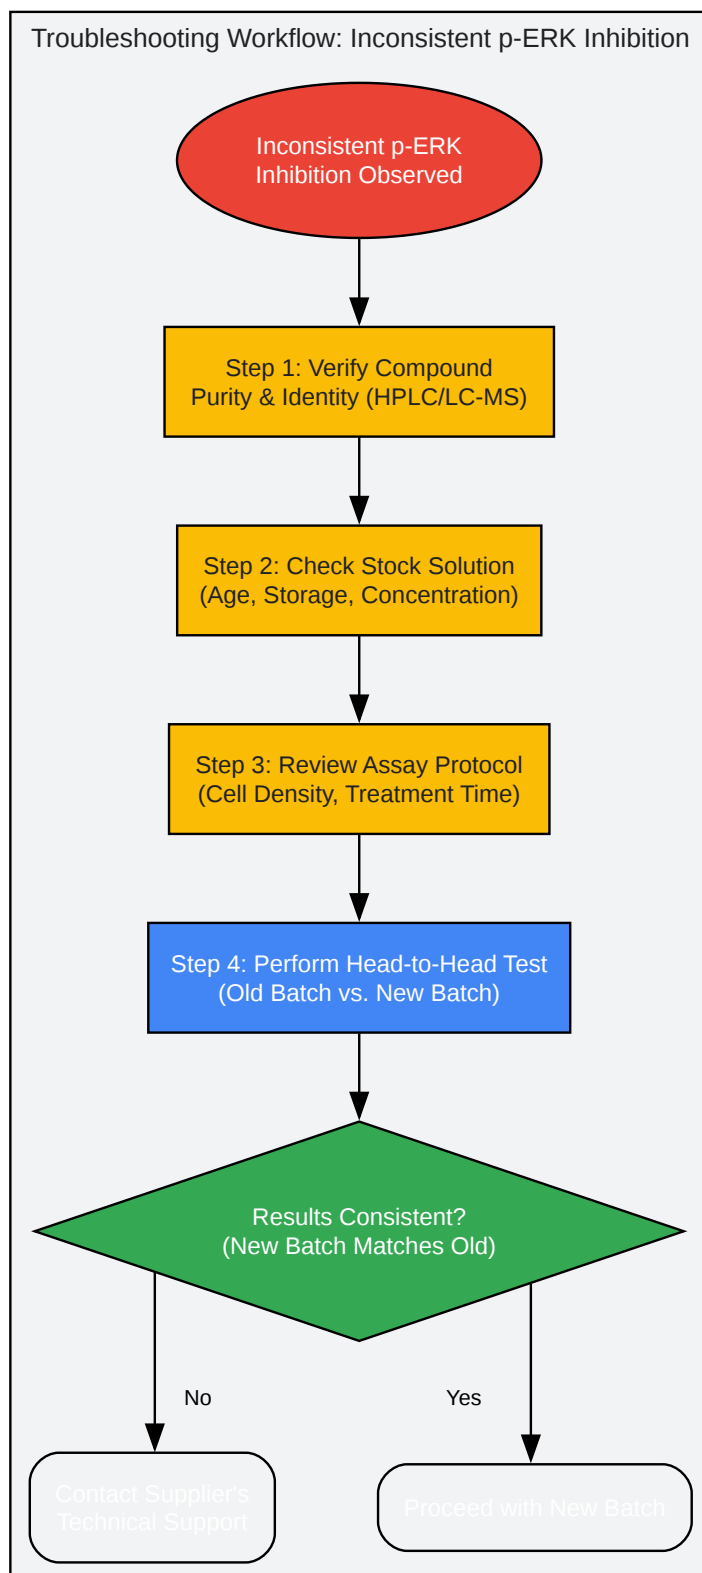 Troubleshooting Workflow: Inconsistent p-ERK Inhibition
Inconsistent p-ERK
Inhibition Observed
Step 1: Verify Compound
Purity & Identity (HPLC/LC-MS)
Step 2: Check Stock Solution
(Age, Storage, Concentration)
Step 3: Review Assay Protocol
(Cell Density, Treatment Time)
Step 4: Perform Head-to-Head Test
(Old Batch vs. New Batch)
Results Consistent?
(New Batch Matches Old)
No
Yes
Contact Supplier's
Technical Support
Proceed with New Batch